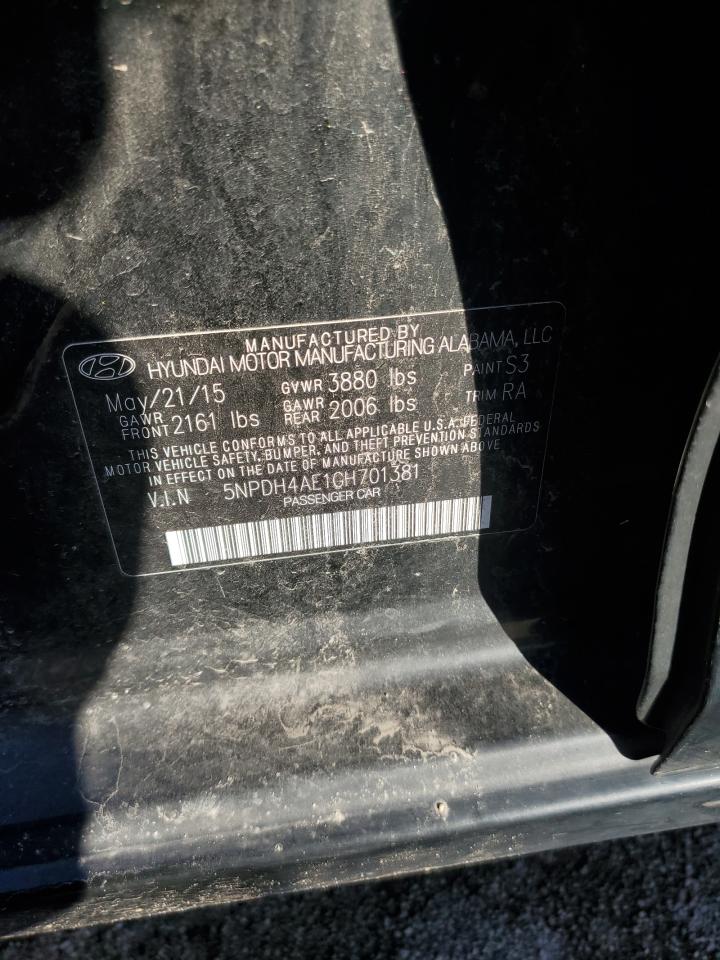 MANUFACTURED BY
HYUNDAI MOTOR MANUFACTURING ALABAMA, LLC
May/21/15 GVWR 3880 lbs PAINT S3
GAWR FRONT 2161 lbs GAWR REAR 2006 lbs TRIM RA
THIS VEHICLE CONFORMS TO ALL APPLICABLE U.S.A.FEDERAL
MOTOR VEHICLE SAFETY, BUMPER, AND THEFT PREVENTION STANDARDS
IN EFFECT ON THE DATE OF MANUFACTURE SHOWN ABOVE
V.I.N 5NPDH4AE1GH701381
PASSENGER CAR